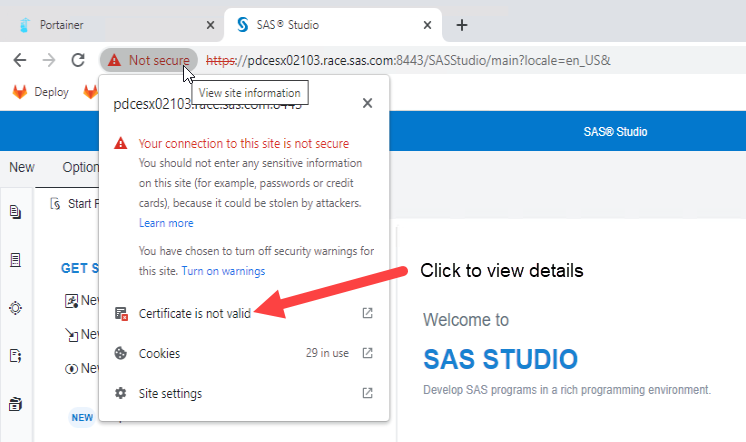 Portainer
SAS® Studio
Not secure
https://pdcesx02103.race.sas.com:8443/SASStudio/main?locale=en_US&
Deploy
View site information
pdcesx02103.race.sas.com:8443
SAS® Studio
Your connection to this site is not secure
You should not enter any sensitive information
on this site (for example, passwords or credit
cards), because it could be stolen by attackers.
Learn more
You have chosen to turn off security warnings for
this site. Turn on warnings
Certificate is not valid
Cookies
29 in use
Site settings
New
Option
Start P
GET S
New
New
New
NEW
Click to view details
Welcome to
SAS STUDIO
Develop SAS programs in a rich programming environment.